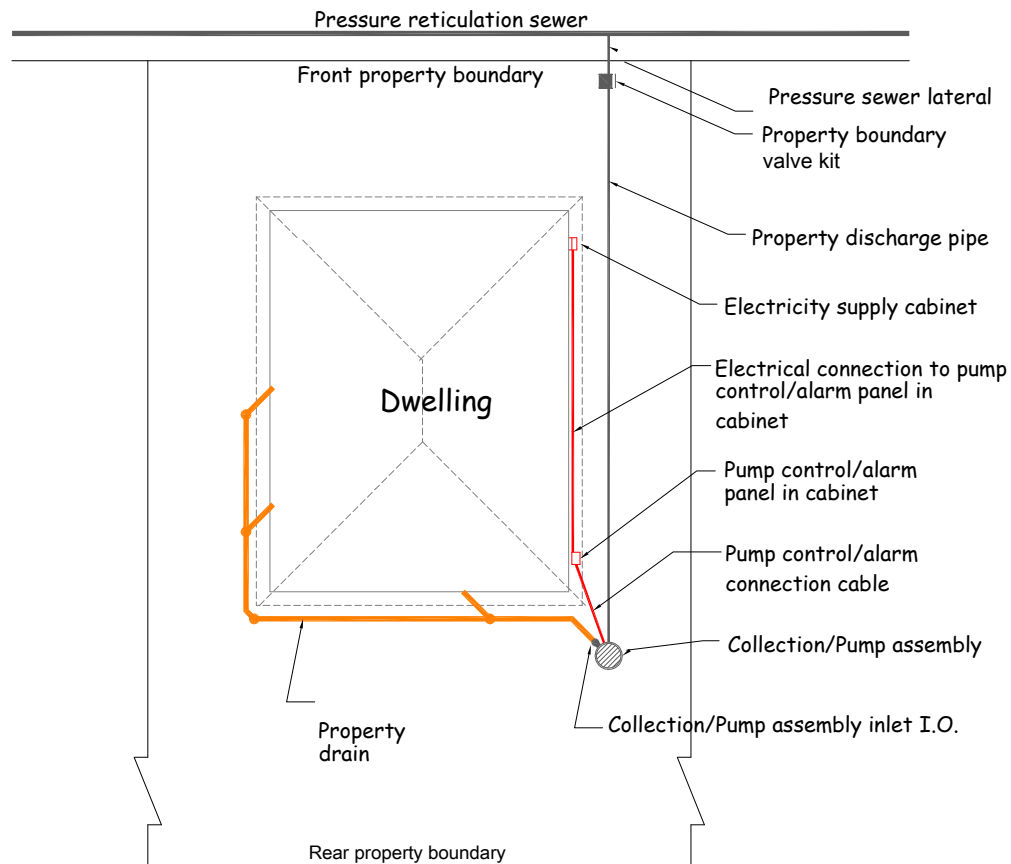 Pressure reticulation sewer
Front property boundary
Pressure sewer lateral
Property boundary
valve kit
Property discharge pipe
Electricity supply cabinet
Electrical connection to pump
control/alarm panel in
cabinet
Dwelling
Pump control/alarm
panel in cabinet
Pump control/alarm
connection cable
Collection/Pump assembly
Collection/Pump assembly inlet I.O.
Property
drain
Rear property boundary